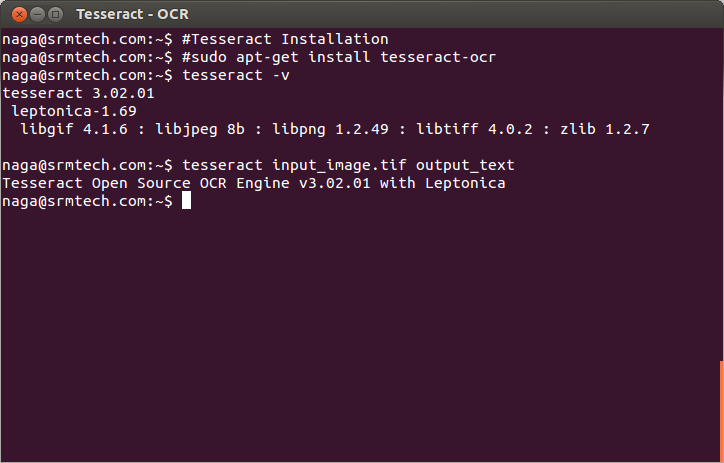 Tesseract - OCR
naga@srmtech.com:~$ #Tesseract Installation
naga@srmtech.com:~$ #sudo apt-get install tesseract-ocr
naga@srmtech.com:~$ tesseract -v
tesseract 3.02.01
 leptonica-1.69
  libgif 4.1.6 : libjpeg 8b : libpng 1.2.49 : libtiff 4.0.2 : zlib 1.2.7
naga@srmtech.com:~$ tesseract input_image.tif output_text
Tesseract Open Source OCR Engine v3.02.01 with Leptonica
naga@srmtech.com:~$